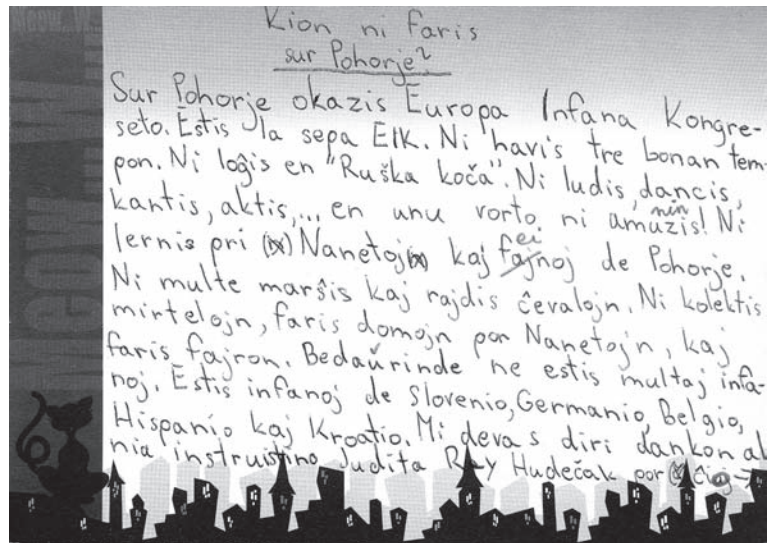 Kion ni faris
sur Pohorje?
Sur Pohorje okazis Europa Infana Kongre-
seto. Estis la sepa EIK. Ni havis tre bonan tem-
pon. Ni loĝis en "Ruška koča". Ni ludis, dancis,
kantis, aktis,... en unu vorto, ni amuzis nin! Ni
lernis pri Nanetoj kaj feinoj de Pohorje.
Ni multe marŝis kaj rajdis ĉevalojn. Ni kolektis
mirtelojn, faris domojn por Nanetojn, kaj
faris fajron. Bedaŭrinde ne estis multaj infa-
noj. Estis infanoj de Slovenio, Germanio, Belgio,
Hispanio kaj Kroatio. Mi devas diri dankon al
nia instruistino Judita Rey Hudečak por ĉio→